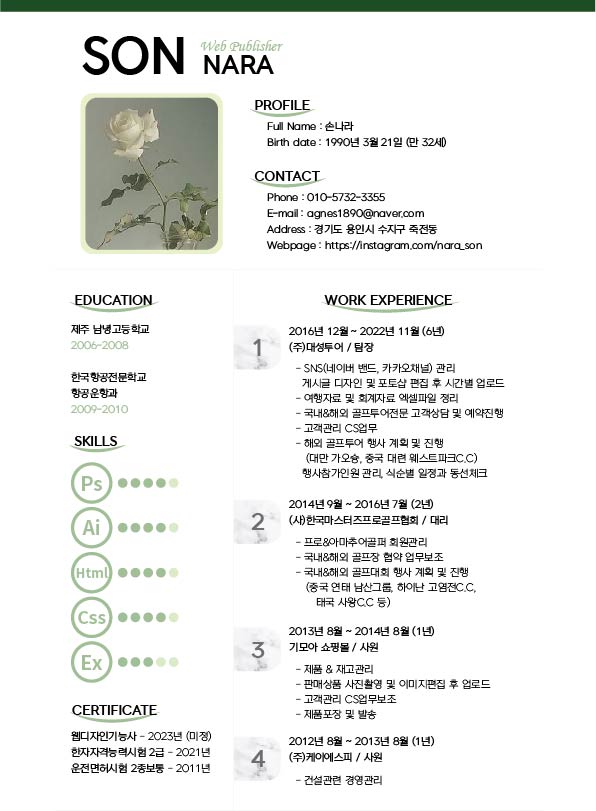 SON
Web Publisher
NARA
PROFILE
Full Name : 손나라
Birth date : 1990년 3월 21일 (만 32세)
CONTACT
Phone : 010-5732-3355
E-mail : agnes1890@naver.com
Address : 경기도 용인시 수지구 죽전동
Webpage : https://instagram.com/nara_son
EDUCATION
제주 남녕고등학교
2006-2008
한국항공전문학교
항공운항과
2009-2010
SKILLS
Ps
Ai
Html
Css
Ex
CERTIFICATE
웹디자인기능사 - 2023년 (미정)
한자자격능력시험 2급 - 2021년
운전면허시험 2종보통 - 2011년
WORK EXPERIENCE
1
2016년 12월 ~ 2022년 11월 (6년)
(주)대성투어 / 팀장
- SNS(네이버 밴드, 카카오채널) 관리
게시글 디자인 및 포토샵 편집 후 시간별 업로드
- 여행자료 및 회계자료 엑셀파일 정리
- 국내&해외 골프투어전문 고객상담 및 예약진행
- 고객관리 CS업무
- 해외 골프투어 행사 계획 및 진행
(대만 가오슝, 중국 대련 웨스트파크C.C)
행사참가인원 관리, 식순별 일정과 동선체크
2
2014년 9월 ~ 2016년 7월 (2년)
(사)한국마스터즈프로골프협회 / 대리
- 프로&아마추어골퍼 회원관리
- 국내&해외 골프장 협약 업무보조
- 국내&해외 골프대회 행사 계획 및 진행
(중국 연태 남산그룹, 하이난 고염전C.C,
태국 사왕C.C 등)
3
2013년 8월 ~ 2014년 8월 (1년)
기모아 쇼핑몰 / 사원
- 제품 & 재고관리
- 판매상품 사진촬영 및 이미지편집 후 업로드
- 고객관리 CS업무보조
- 제품포장 및 발송
4
2012년 8월 ~ 2013년 8월 (1년)
(주)케이에스피 / 사원
- 건설관련 경영관리